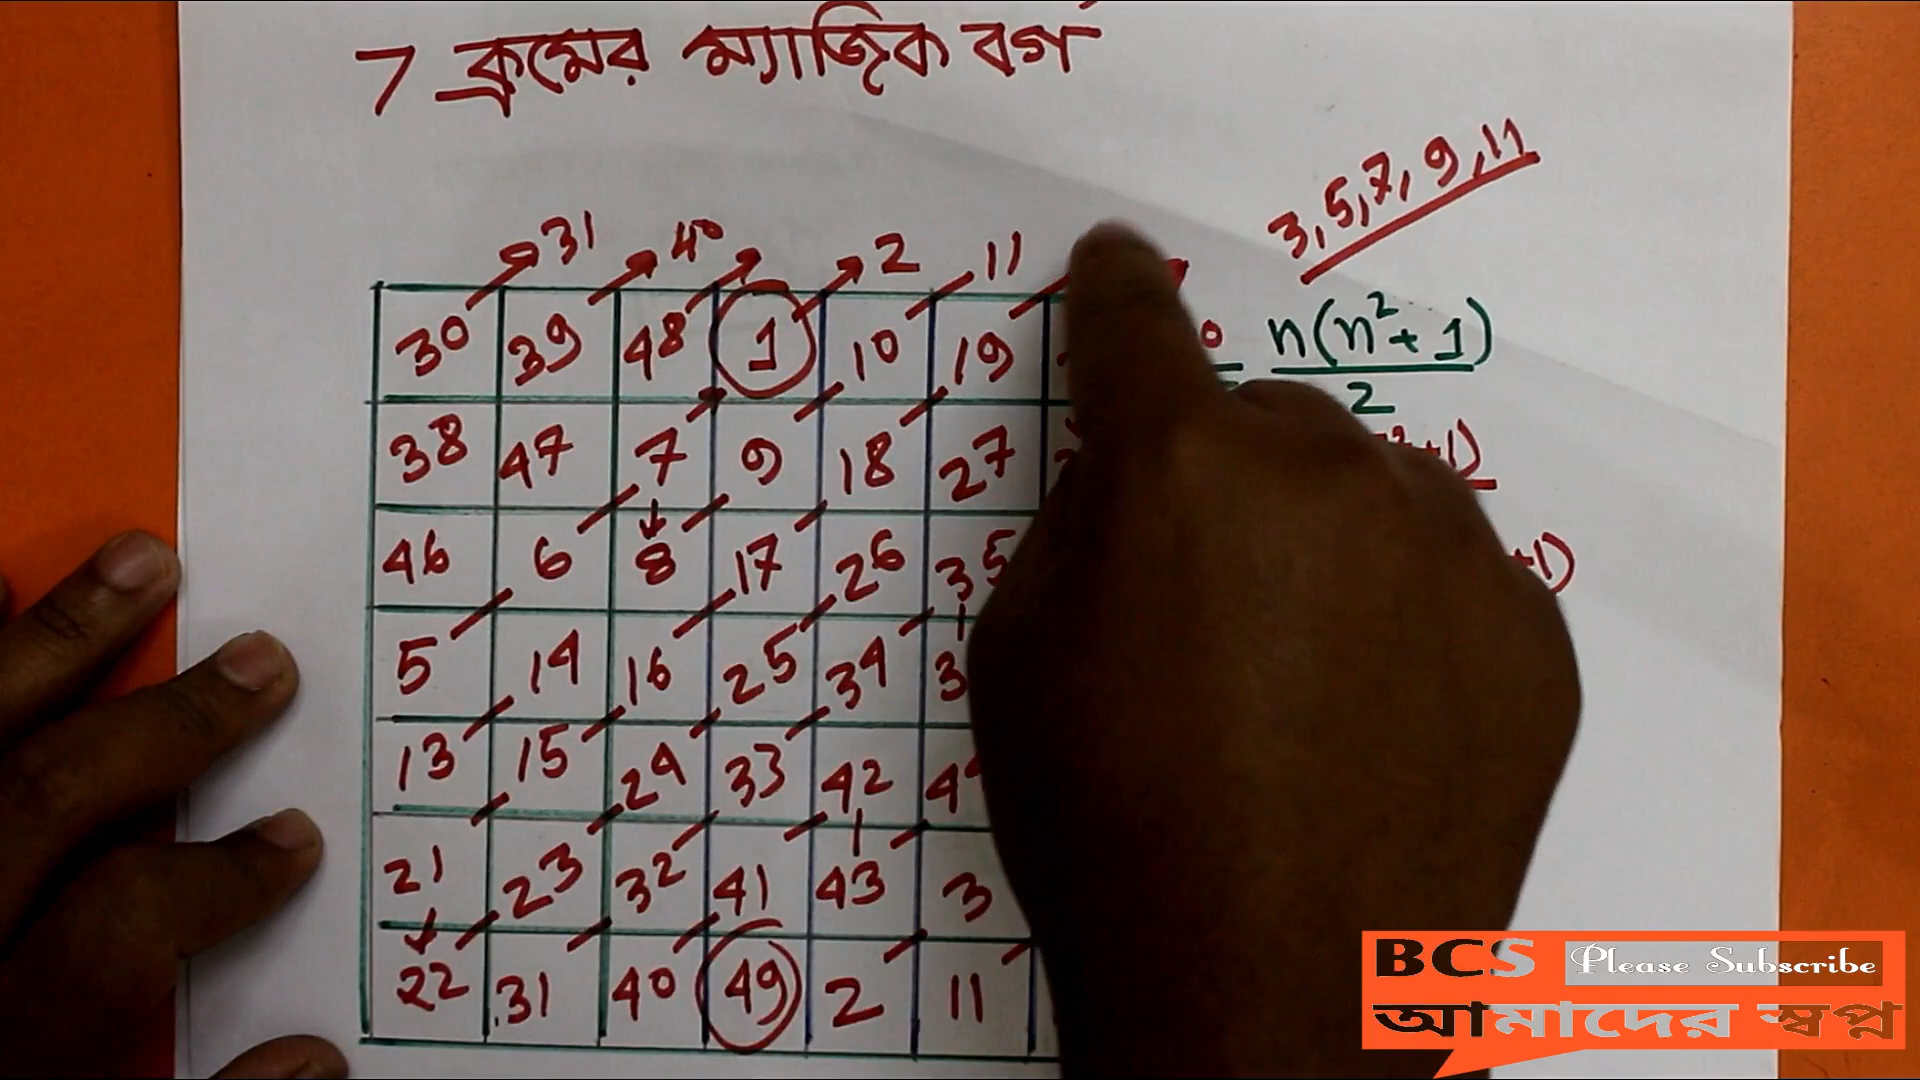 7 ক্রমের ম্যাজিক বর্গ
3, 5, 7, 9, 11
31 40 2 11
30 39 48 1 10 19
n(n²+1)
2
38 47 7 9 18 27
+1)
46 6 8 17 26 35
+1)
5 14 16 25 34
13 15 24 33 42
21 23 32 41 43 3
22 31 40 49 2 11
BCS Please Subscribe
আমাদের স্বপ্ন